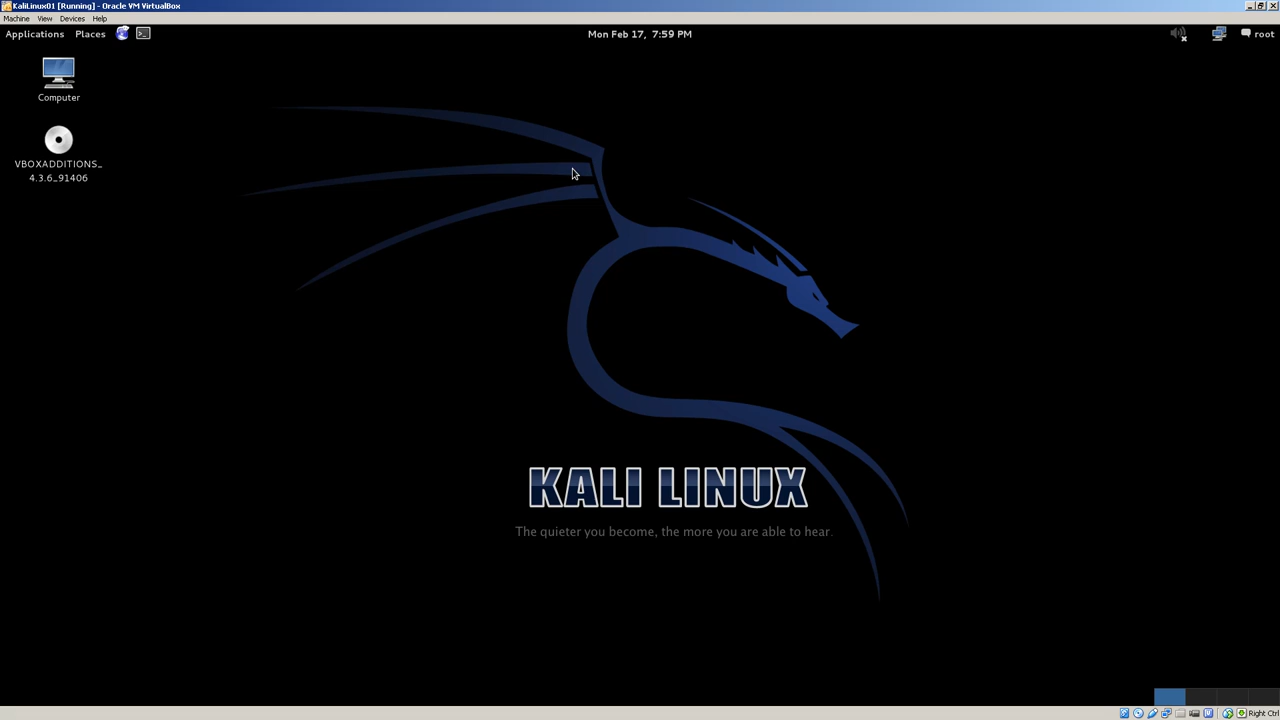 KaliLinux01 [Running] - Oracle VM VirtualBox
Machine View Devices Help
Applications Places Mon Feb 17, 7:59 PM root
Computer
VBOXADDITIONS_
4.3.6_91406
KALI LINUX
The quieter you become, the more you are able to hear.
Right Ctrl